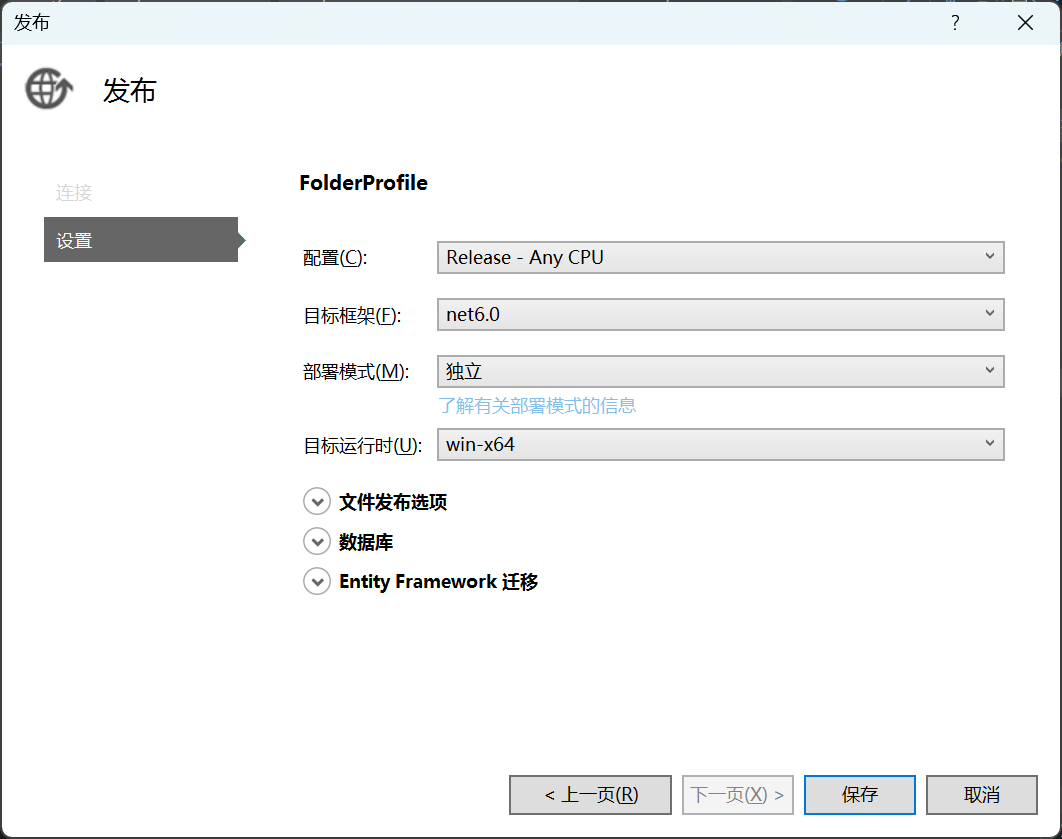 发布
?
发布
连接
设置
FolderProfile
配置(C):
Release - Any CPU
目标框架(F):
net6.0
部署模式(M):
独立
了解有关部署模式的信息
目标运行时(U):
win-x64
文件发布选项
数据库
Entity Framework 迁移
< 上一页(R)
下一页(X) >
保存
取消